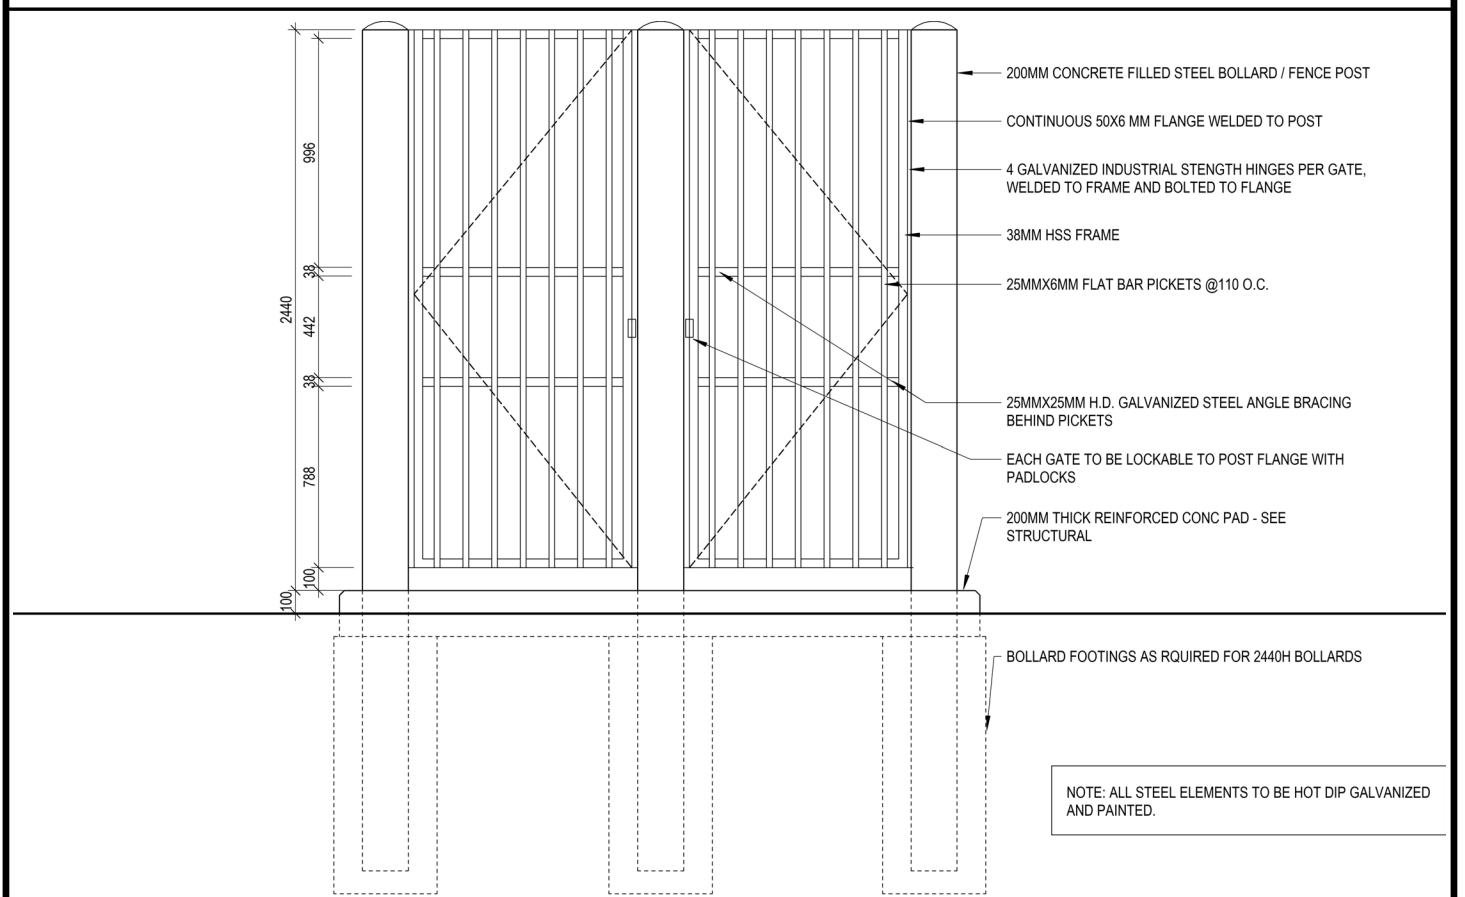 200MM CONCRETE FILLED STEEL BOLLARD / FENCE POST
CONTINUOUS 50X6 MM FLANGE WELDED TO POST
4 GALVANIZED INDUSTRIAL STENGTH HINGES PER GATE,
WELDED TO FRAME AND BOLTED TO FLANGE
38MM HSS FRAME
25MMX6MM FLAT BAR PICKETS @110 O.C.
25MMX25MM H.D. GALVANIZED STEEL ANGLE BRACING
BEHIND PICKETS
EACH GATE TO BE LOCKABLE TO POST FLANGE WITH
PADLOCKS
200MM THICK REINFORCED CONC PAD - SEE
STRUCTURAL
BOLLARD FOOTINGS AS RQUIRED FOR 2440H BOLLARDS
NOTE: ALL STEEL ELEMENTS TO BE HOT DIP GALVANIZED
AND PAINTED.
996
38
2440
442
38
788
100
100